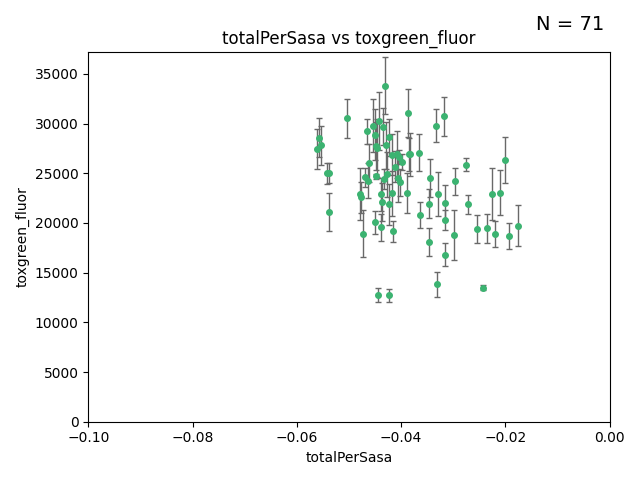 N = 71
totalPerSasa vs toxgreen_fluor
35000
30000
25000
20000
15000
10000
5000
0
toxgreen_fluor
−0.10 −0.08 −0.06 −0.04 −0.02 0.00
totalPerSasa